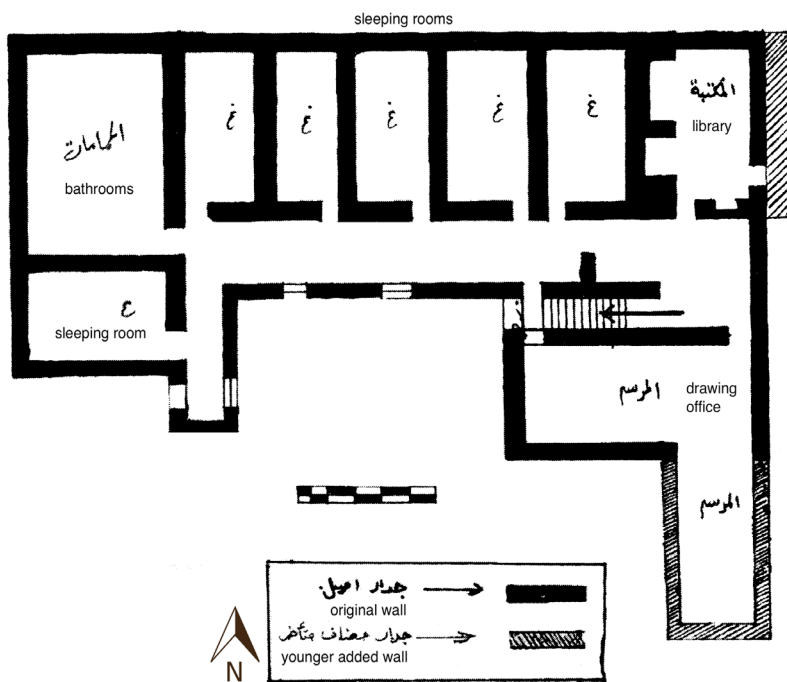 sleeping rooms
الحمامات
bathrooms
غ
غ
غ
غ
غ
المكتبة
library
ع
sleeping room
المرسم
drawing
office
المرسم
جدار اصيل
original wall
جدار مضاف متأخر
younger added wall
N